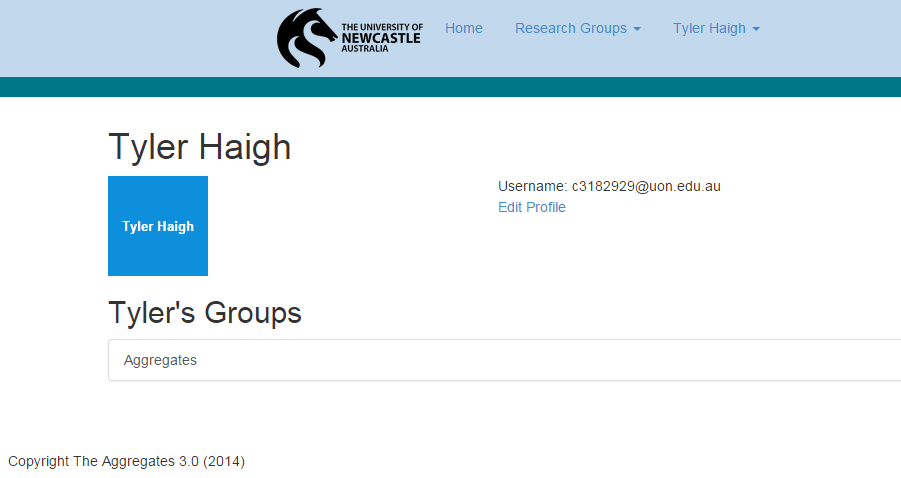 THE UNIVERSITY OF
NEWCASTLE
AUSTRALIA
Home
Research Groups
Tyler Haigh
Tyler Haigh
Tyler Haigh
Username: c3182929@uon.edu.au
Edit Profile
Tyler's Groups
Aggregates
Copyright The Aggregates 3.0 (2014)